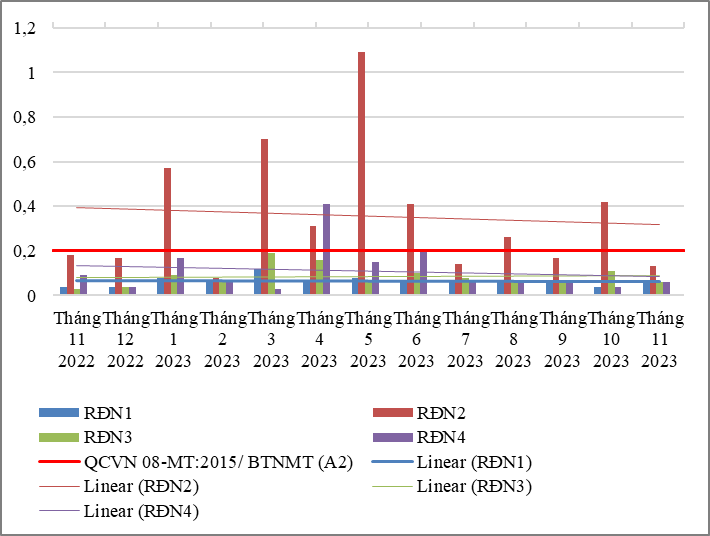 1,2
1
0,8
0,6
0,4
0,2
0
Tháng 11 2022
Tháng 12 2022
Tháng 1 2023
Tháng 2 2023
Tháng 3 2023
Tháng 4 2023
Tháng 5 2023
Tháng 6 2023
Tháng 7 2023
Tháng 8 2023
Tháng 9 2023
Tháng 10 2023
Tháng 11 2023
RĐN1
RĐN2
RĐN3
RĐN4
QCVN 08-MT:2015/ BTNMT (A2)
Linear (RĐN1)
Linear (RĐN2)
Linear (RĐN3)
Linear (RĐN4)